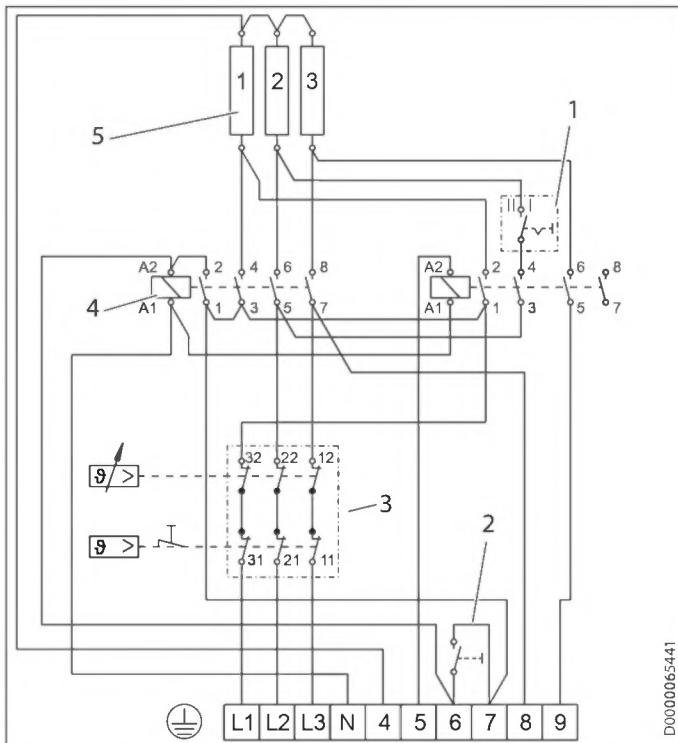 1 2 3
5
1
II I
A2 2 4 6 8 A2 2 4 6 8
4
A1 1 3 5 7 A1 1 3 5 7
32 22 12
ϑ >
3
ϑ >
31 21 11
2
L1 L2 L3 N 4 5 6 7 8 9
D0000065441